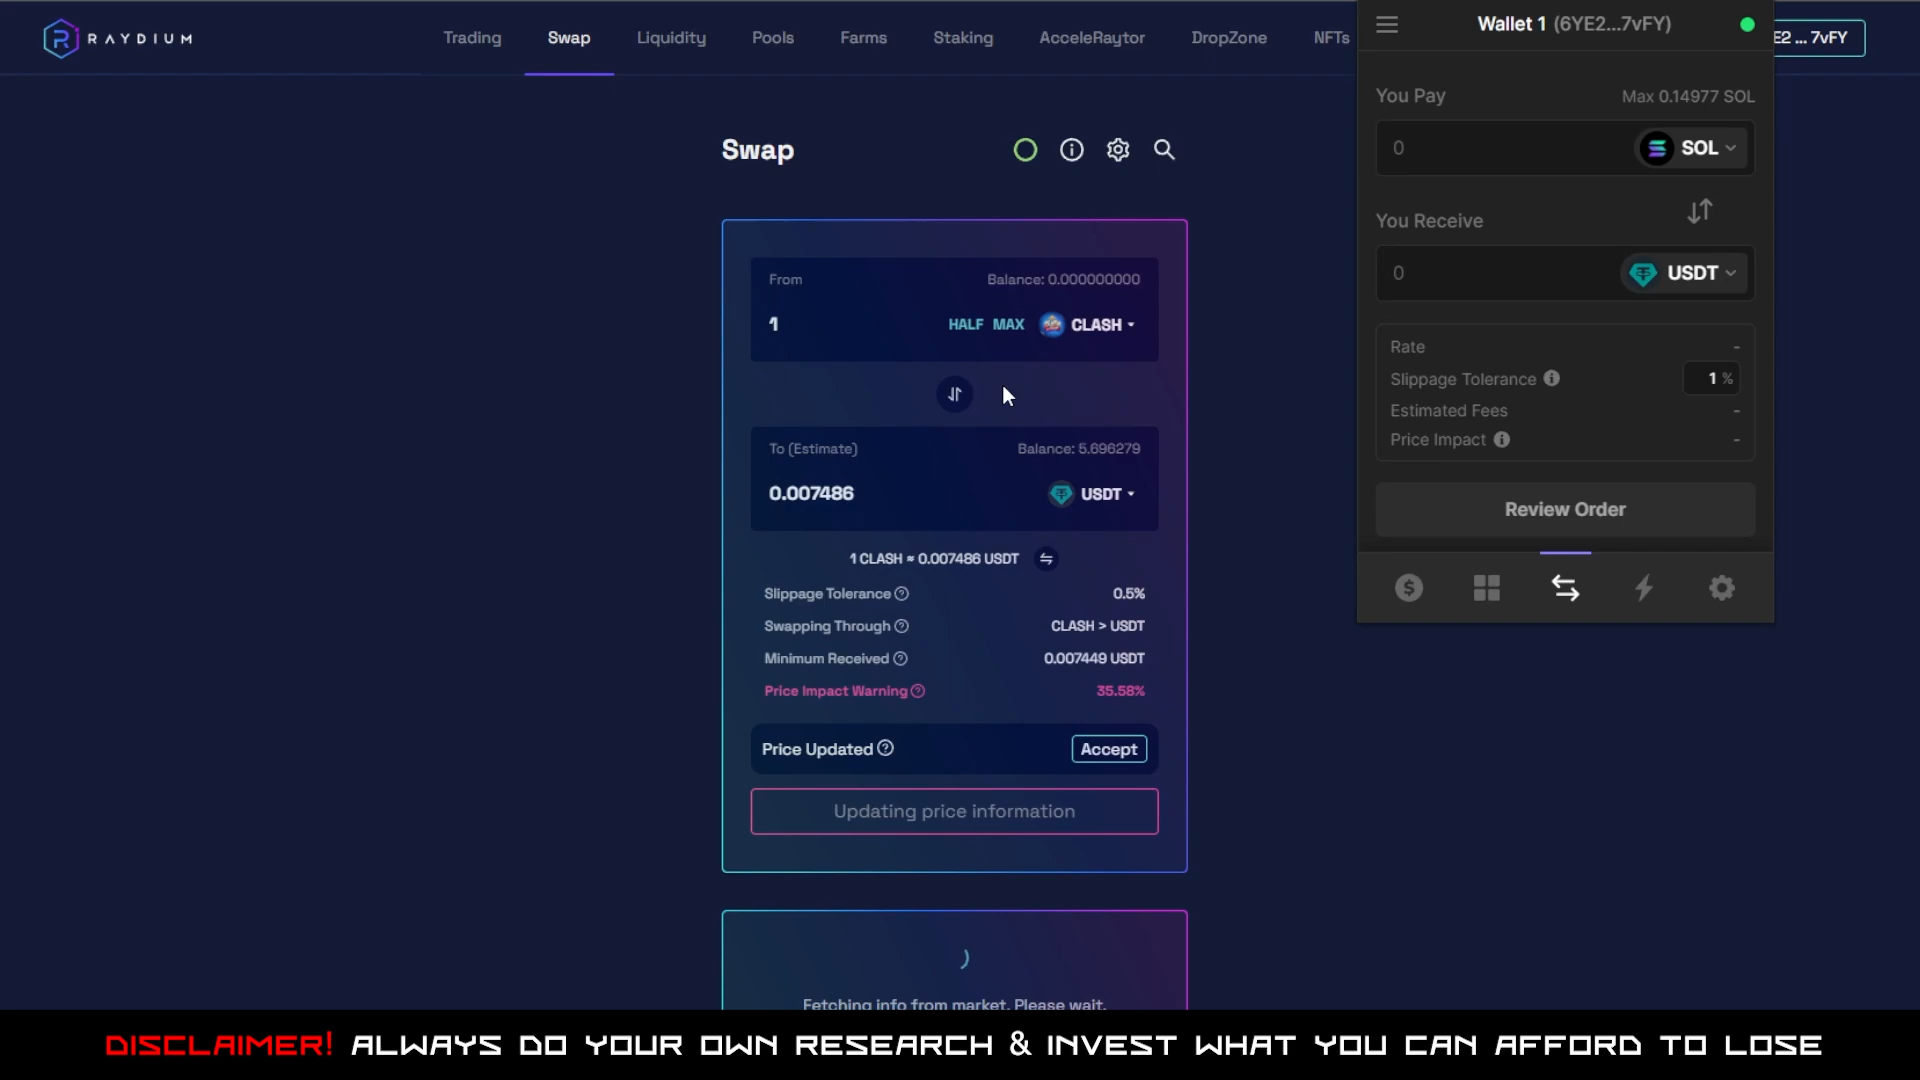 RAYDIUM
Trading Swap Liquidity Pools Farms Staking AcceleRaytor DropZone NFTs
E2 ... 7vFY
Wallet 1 (6YE2...7vFY)
You Pay Max 0.14977 SOL
0 SOL
You Receive
0 USDT
Rate -
Slippage Tolerance 1 %
Estimated Fees -
Price Impact -
Review Order
Swap
From Balance: 0.000000000
1 HALF MAX CLASH
To (Estimate) Balance: 5.696279
0.007486 USDT
1 CLASH ≈ 0.007486 USDT
Slippage Tolerance 0.5%
Swapping Through CLASH > USDT
Minimum Received 0.007449 USDT
Price Impact Warning 35.58%
Price Updated Accept
Updating price information
Fetching info from market. Please wait.
DISCLAIMER! ALWAYS DO YOUR OWN RESEARCH & INVEST WHAT YOU CAN AFFORD TO LOSE